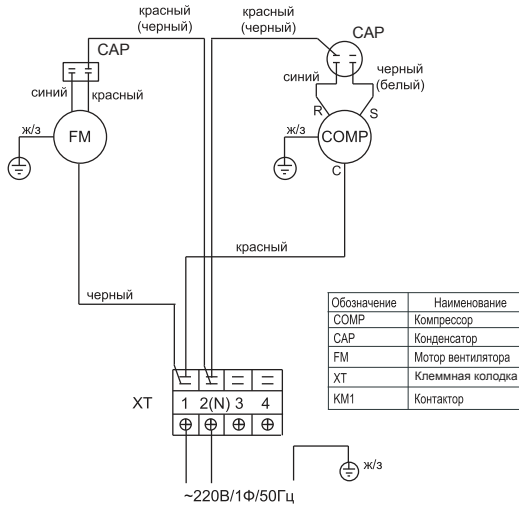 красный
(черный)
красный
(черный)
CAP
CAP
синий
красный
синий
черный
(белый)
R
S
ж/з
FM
ж/з
COMP
C
красный
черный
XT
1
2(N)
3
4
ж/з
~220В/1Ф/50Гц
Обозначение Наименование
COMP Компрессор
CAP Конденсатор
FM Мотор вентилятора
XT Клеммная колодка
KM1 Контактор